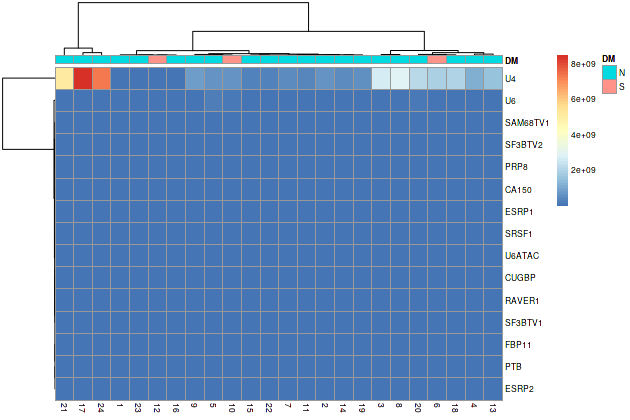 DM
DM
8e+09
6e+09
4e+09
2e+09
N
S
U4
U6
SAM68TV1
SF3BTV2
PRP8
CA150
ESRP1
SRSF1
U6ATAC
CUGBP
RAVER1
SF3BTV1
FBP11
PTB
ESRP2
21 17 24 1 23 12 16 9 5 10 15 22 7 11 2 14 19 3 8 20 6 18 4 13